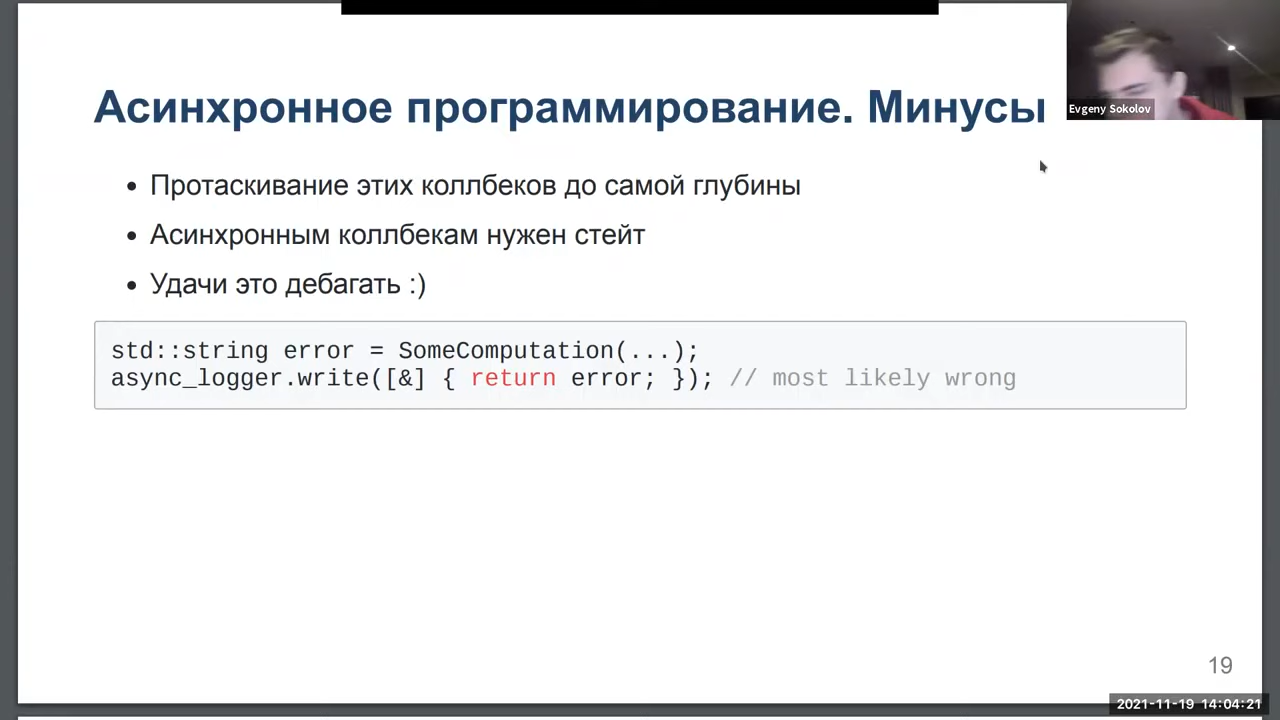 Асинхронное программирование. Минусы
Evgeny Sokolov
Протаскивание этих коллбеков до самой глубины
Асинхронным коллбекам нужен стейт
Удачи это дебагать :)
std::string error = SomeComputation(...);
async_logger.write([&] { return error; }); // most likely wrong
19
2021-11-19 14:04:21